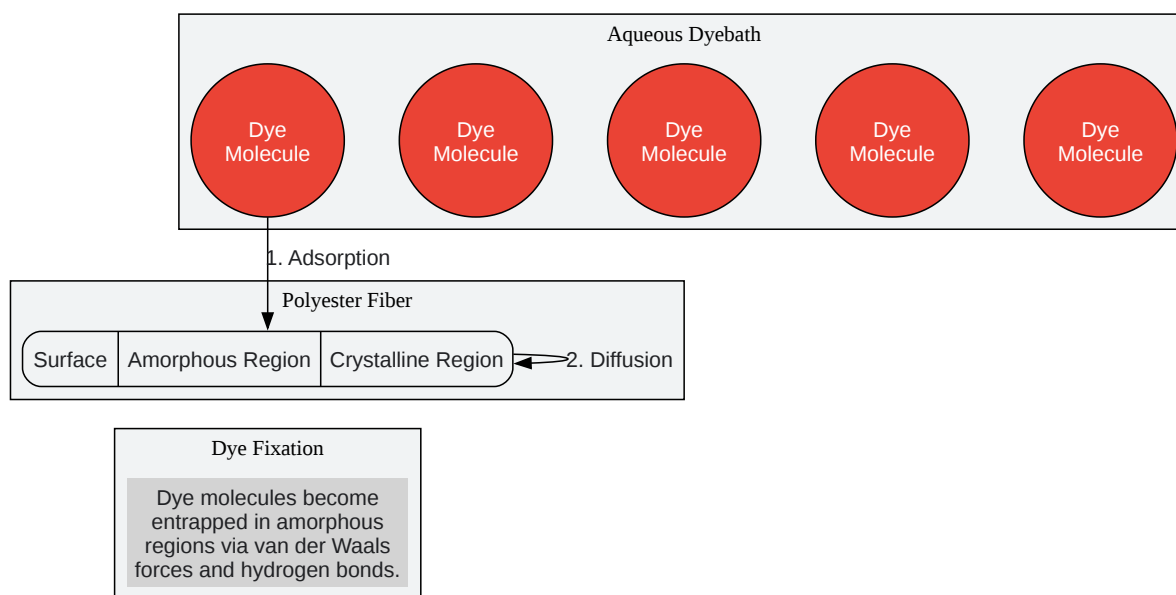 Aqueous Dyebath
Dye
Molecule
Dye
Molecule
Dye
Molecule
Dye
Molecule
Dye
Molecule
1. Adsorption
Polyester Fiber
Surface
Amorphous Region
Crystalline Region
2. Diffusion
Dye Fixation
Dye molecules become
entrapped in amorphous
regions via van der Waals
forces and hydrogen bonds.